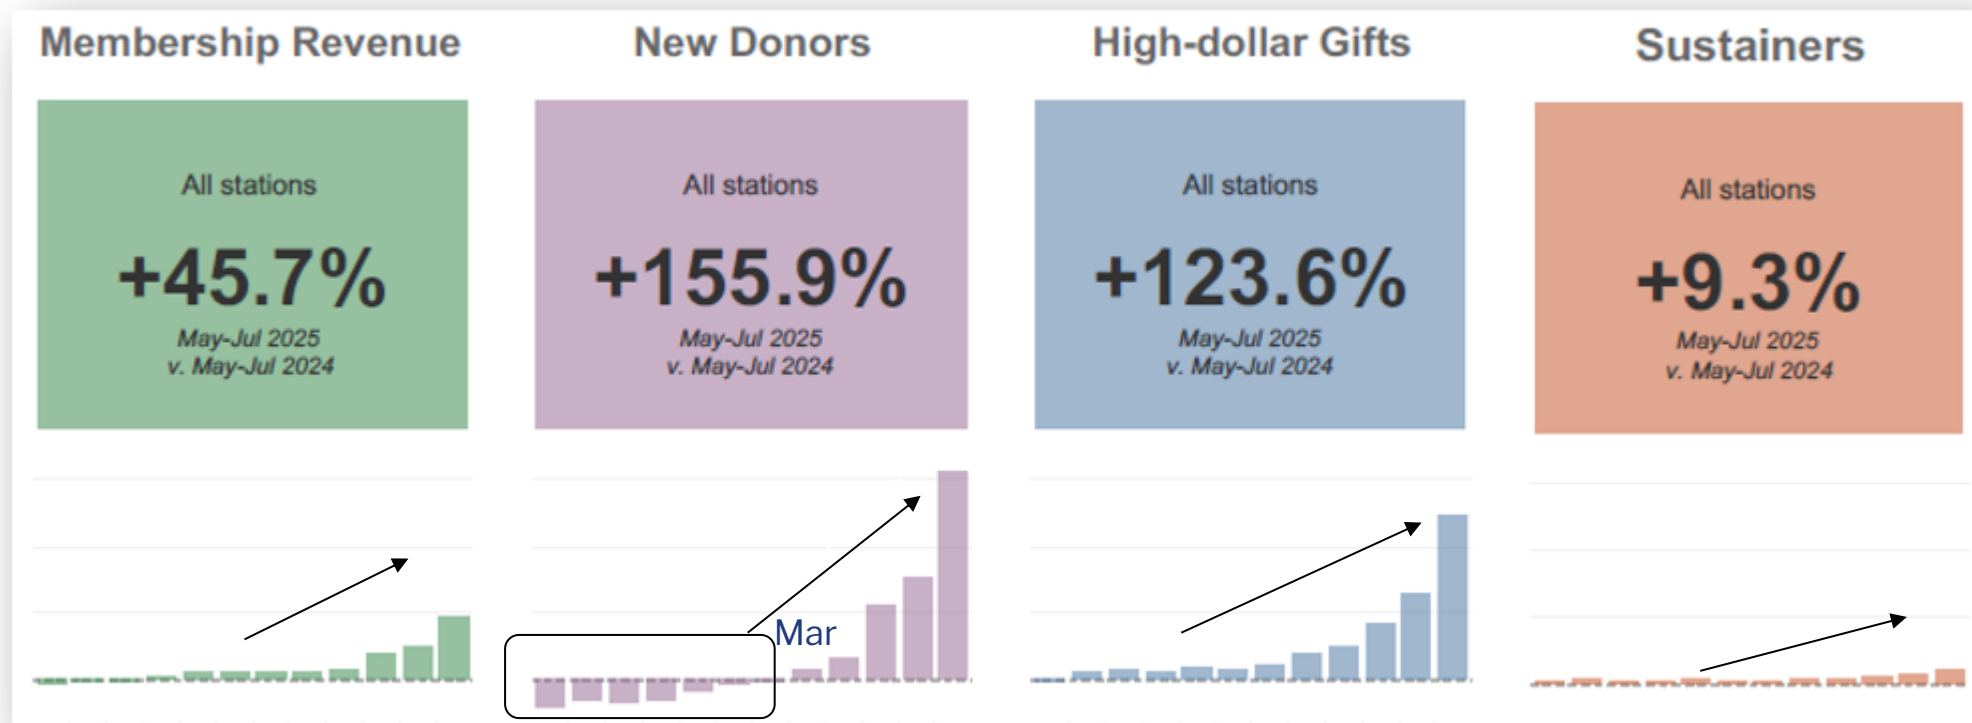 Membership Revenue
All stations
+45.7%
May-Jul 2025
v. May-Jul 2024
New Donors
All stations
+155.9%
May-Jul 2025
v. May-Jul 2024
Mar
High-dollar Gifts
All stations
+123.6%
May-Jul 2025
v. May-Jul 2024
Sustainers
All stations
+9.3%
May-Jul 2025
v. May-Jul 2024